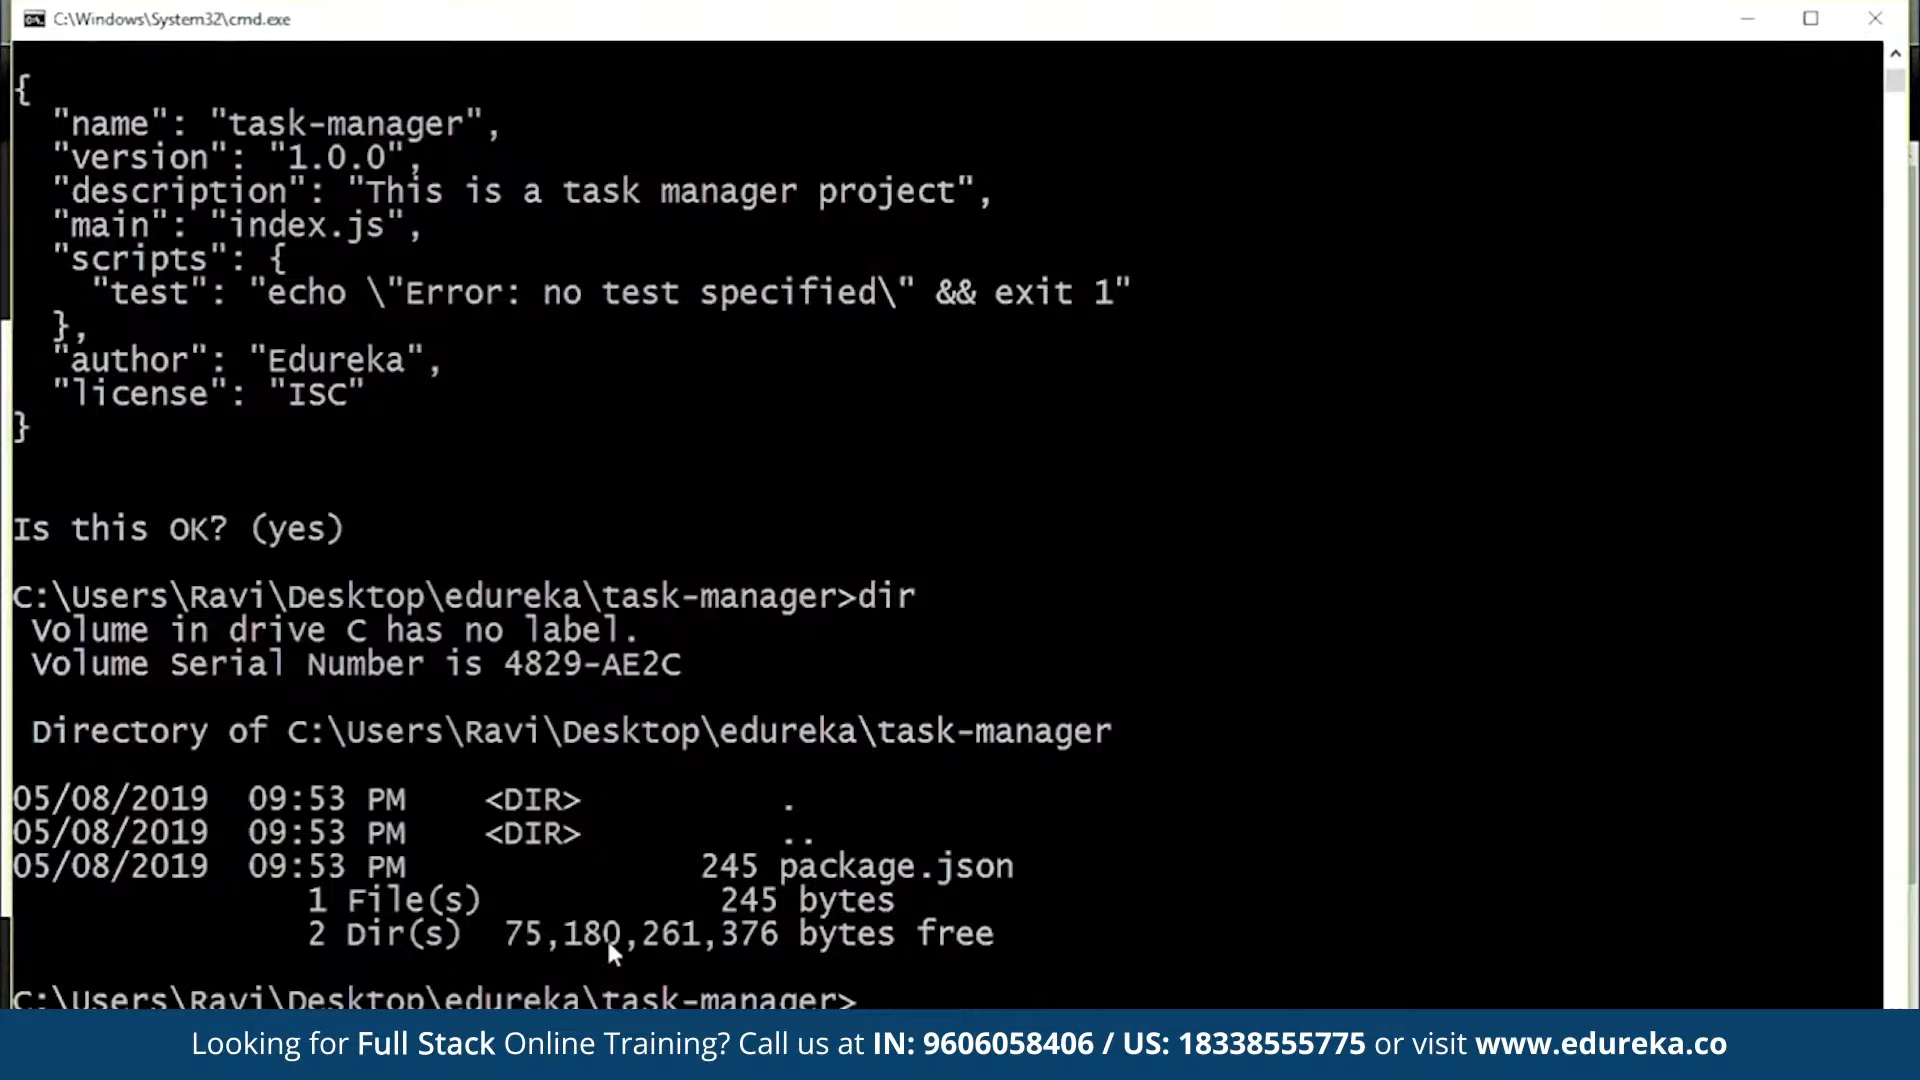 C:\Windows\System32\cmd.exe
{
  "name": "task-manager",
  "version": "1.0.0",
  "description": "This is a task manager project",
  "main": "index.js",
  "scripts": {
    "test": "echo \"Error: no test specified\" && exit 1"
  },
  "author": "Edureka",
  "license": "ISC"
}
Is this OK? (yes)
C:\Users\Ravi\Desktop\edureka\task-manager>dir
 Volume in drive C has no label.
 Volume Serial Number is 4829-AE2C
 Directory of C:\Users\Ravi\Desktop\edureka\task-manager
05/08/2019  09:53 PM    <DIR>          .
05/08/2019  09:53 PM    <DIR>          ..
05/08/2019  09:53 PM               245 package.json
               1 File(s)            245 bytes
               2 Dir(s)  75,180,261,376 bytes free
C:\Users\Ravi\Desktop\edureka\task-manager>
Looking for Full Stack Online Training? Call us at IN: 9606058406 / US: 18338555775 or visit www.edureka.co